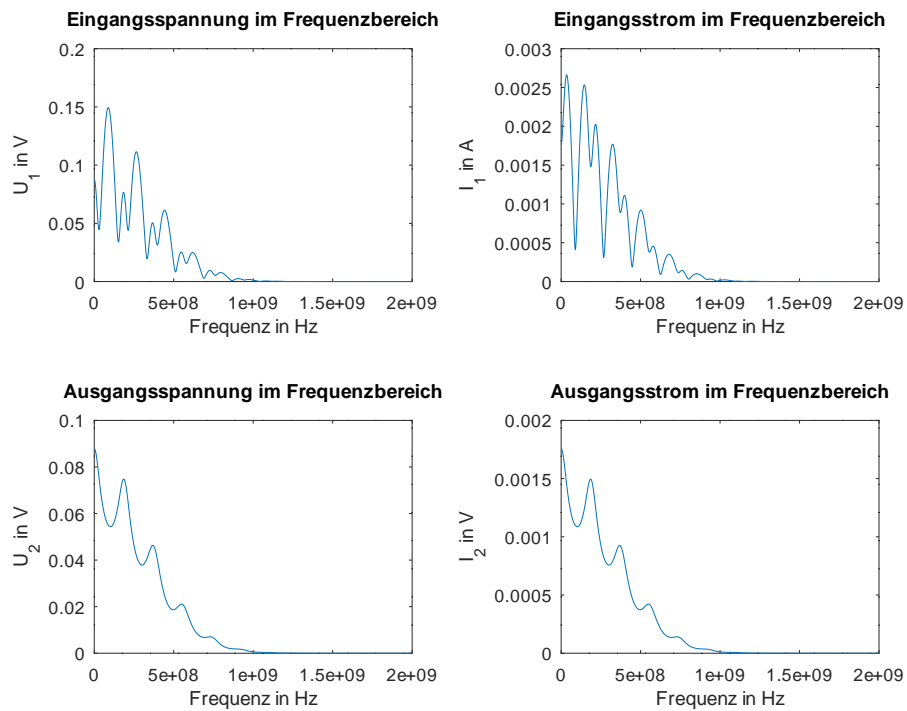 Eingangsspannung im Frequenzbereich
0.2
0.15
0.1
0.05
0
U_1 in V
0 5e+08 1e+09 1.5e+09 2e+09
Frequenz in Hz
Eingangsstrom im Frequenzbereich
0.003
0.0025
0.002
0.0015
0.001
0.0005
0
I_1 in A
0 5e+08 1e+09 1.5e+09 2e+09
Frequenz in Hz
Ausgangsspannung im Frequenzbereich
0.1
0.08
0.06
0.04
0.02
0
U_2 in V
0 5e+08 1e+09 1.5e+09 2e+09
Frequenz in Hz
Ausgangsstrom im Frequenzbereich
0.002
0.0015
0.001
0.0005
0
I_2 in V
0 5e+08 1e+09 1.5e+09 2e+09
Frequenz in Hz